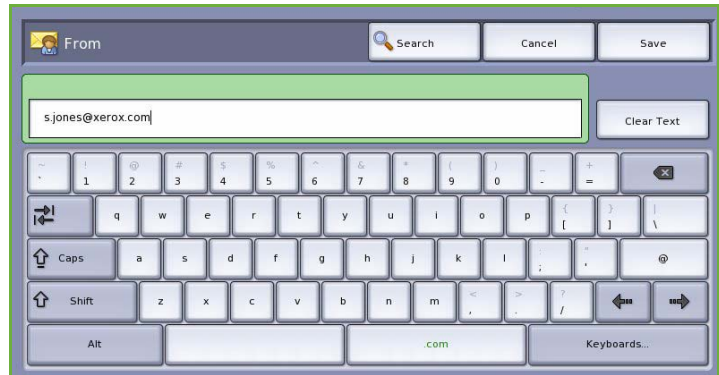 From Search Cancel Save
s.jones@xerox.com
Clear Text
~ ! @ # $ % ^ & * ( ) _ +
` 1 2 3 4 5 6 7 8 9 0 - =
q w e r t y u i o p { [ } ] | \
Caps a s d f g h j k l : ; " ' @
Shift z x c v b n m < , > . ? /
Alt .com Keyboards...